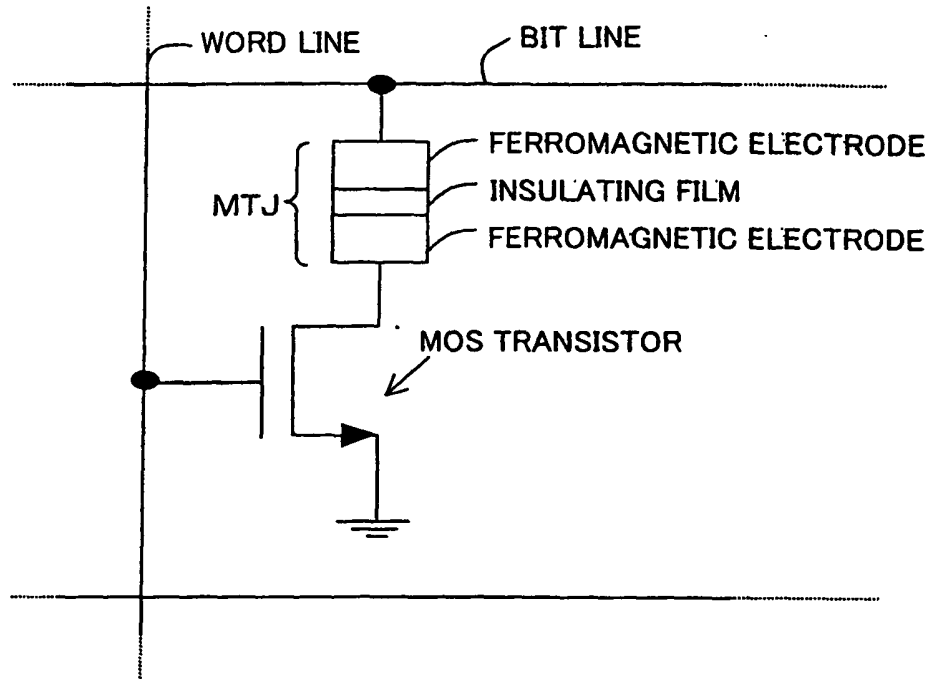 WORD LINE
BIT LINE
FERROMAGNETIC ELECTRODE
MTJ
INSULATING FILM
FERROMAGNETIC ELECTRODE
MOS TRANSISTOR